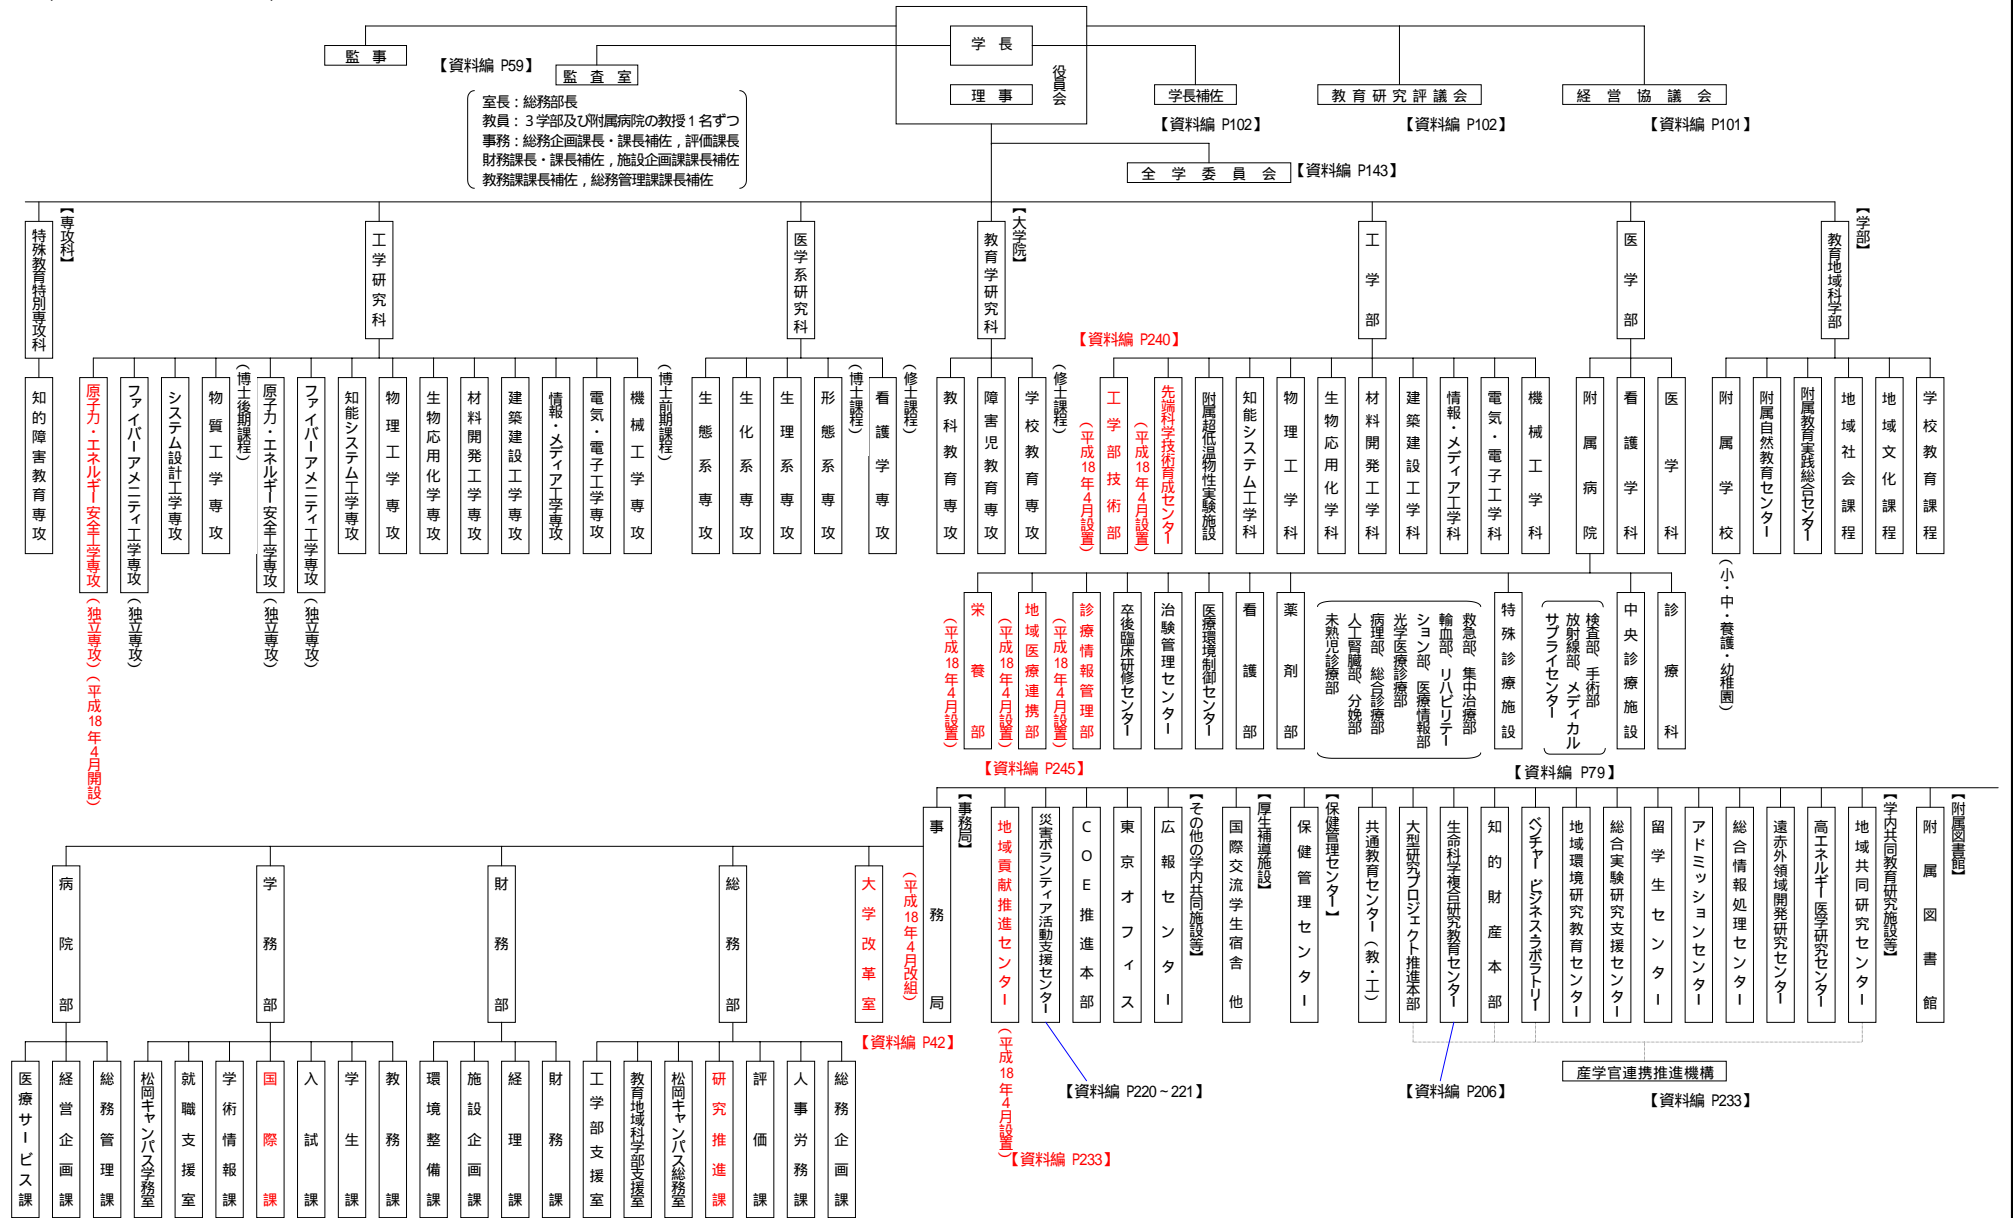 学長
理事
役員会
監事
【資料編 P59】
監査室
室長：総務部長
教員：３学部及び附属病院の教授１名ずつ
事務：総務企画課長・課長補佐，評価課長
財務課長・課長補佐，施設企画課課長補佐
教務課課長補佐，総務管理課課長補佐
学長補佐
【資料編 P102】
教育研究評議会
【資料編 P102】
経営協議会
【資料編 P101】
全学委員会
【資料編 P143】
【学部】
教育地域科学部
医学部
工学部
【大学院】
教育学研究科
医学系研究科
工学研究科
【専攻科】
特殊教育特別専攻科
学校教育課程
地域文化課程
地域社会課程
附属教育実践総合センター
附属自然教育センター
附属学校
（小・中・養護・幼稚園）
医学科
看護学科
附属病院
機械工学科
電気・電子工学科
情報・メディア工学科
建築建設工学科
材料開発工学科
生物応用化学科
物理工学科
知能システム工学科
附属超低温物性実験施設
先端科学技術育成センター
（平成18年4月設置）
工学部技術部
（平成18年4月設置）
【資料編 P240】
（修士課程）
学校教育専攻
障害児教育専攻
教科教育専攻
（修士課程）
看護学専攻
（博士課程）
形態系専攻
生理系専攻
生化系専攻
生態系専攻
（博士前期課程）
機械工学専攻
電気・電子工学専攻
情報・メディア工学専攻
建築建設工学専攻
材料開発工学専攻
生物応用化学専攻
物理工学専攻
知能システム工学専攻
ファイバーアメニティ工学専攻
（独立専攻）
原子力・エネルギー安全工学専攻
（独立専攻）
（博士後期課程）
物質工学専攻
システム設計工学専攻
ファイバーアメニティ工学専攻
（独立専攻）
原子力・エネルギー安全工学専攻
（独立専攻）（平成18年4月開設）
知的障害教育専攻
診療科
中央診療施設
検査部、手術部
放射線部、メディカル
サプライセンター
特殊診療施設
救急部、集中治療部
輸血部、リハビリテー
ション部、医療情報部
光学医療診療部
病理部、総合診療部
人工腎臓部、分娩部
未熟児診療部
薬剤部
看護部
医療環境制御センター
治験管理センター
卒後臨床研修センター
診療情報管理部
（平成18年4月設置）
地域医療連携部
（平成18年4月設置）
栄養部
（平成18年4月設置）
【資料編 P245】
【資料編 P79】
【附属図書館】
附属図書館
【学内共同教育研究施設等】
地域共同研究センター
高エネルギー医学研究センター
遠赤外領域開発研究センター
総合情報処理センター
アドミッションセンター
留学生センター
総合実験研究支援センター
地域環境研究教育センター
ベンチャービジネスラボラトリー
知的財産本部
生命科学複合研究教育センター
大型研究プロジェクト推進本部
共通教育センター（教・工）
【保健管理センター】
保健管理センター
【厚生補導施設】
国際交流学生宿舎他
【その他の学内共同施設等】
広報センター
東京オフィス
ＣＯＥ推進本部
災害ボランティア活動支援センター
地域貢献推進センター
（平成18年4月設置）
【事務局】
事務局
（平成18年4月改組）
大学改革室
【資料編 P42】
【資料編 P220～221】
【資料編 P206】
産学官連携推進機構
【資料編 P233】
【資料編 P233】
総務部
財務部
学務部
病院部
総務企画課
人事労務課
評価課
研究推進課
松岡キャンパス総務室
教育地域科学部支援室
工学部支援室
財務課
経理課
施設企画課
環境整備課
教務課
学生課
入試課
国際課
学術情報課
就職支援室
松岡キャンパス学務室
総務管理課
経営企画課
医療サービス課